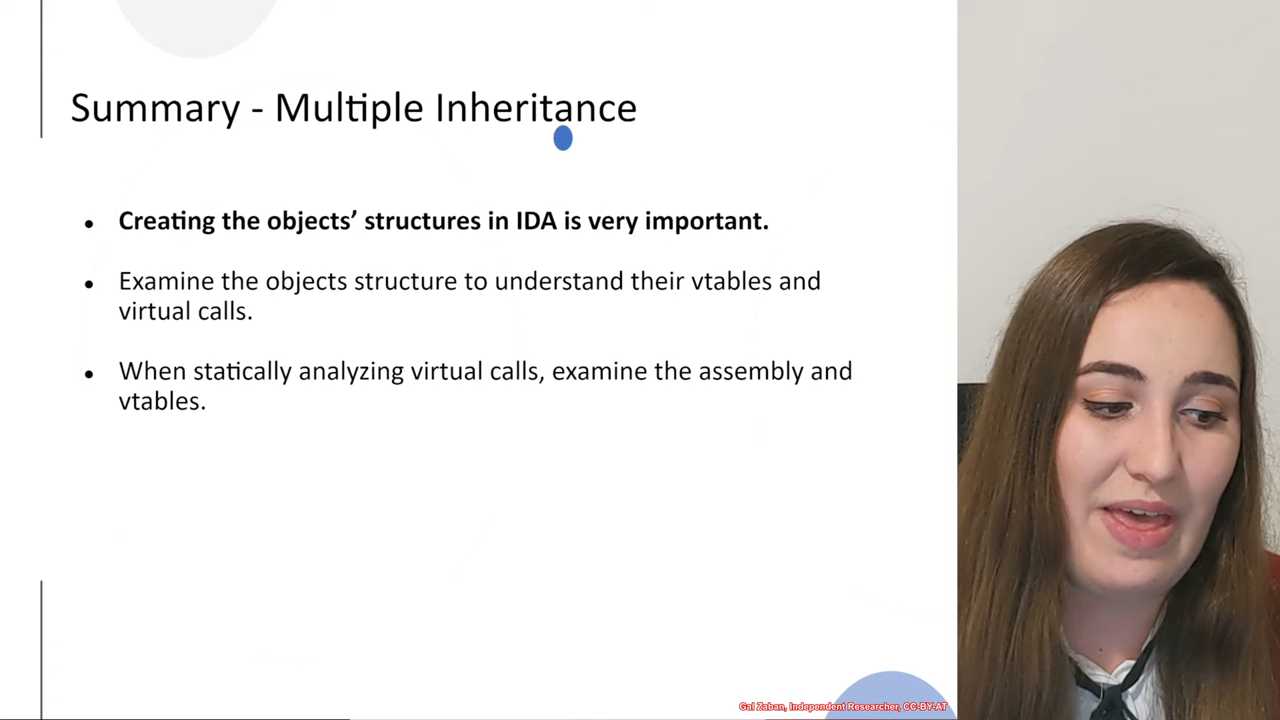 Summary - Multiple Inheritance
• Creating the objects’ structures in IDA is very important.
• Examine the objects structure to understand their vtables and
virtual calls.
• When statically analyzing virtual calls, examine the assembly and
vtables.
Gal Zaban, Independent Researcher, CC-BY-AT